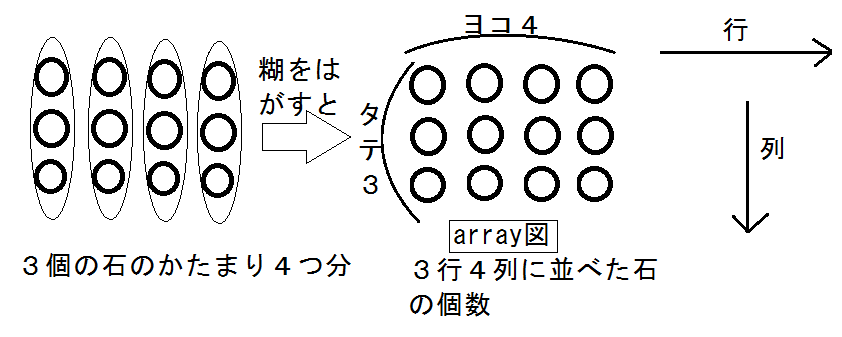 ３個の石のかたまり４つ分
糊をは
がすと
ヨコ４
タテ３
array図
３行４列に並べた石
の個数
行
列